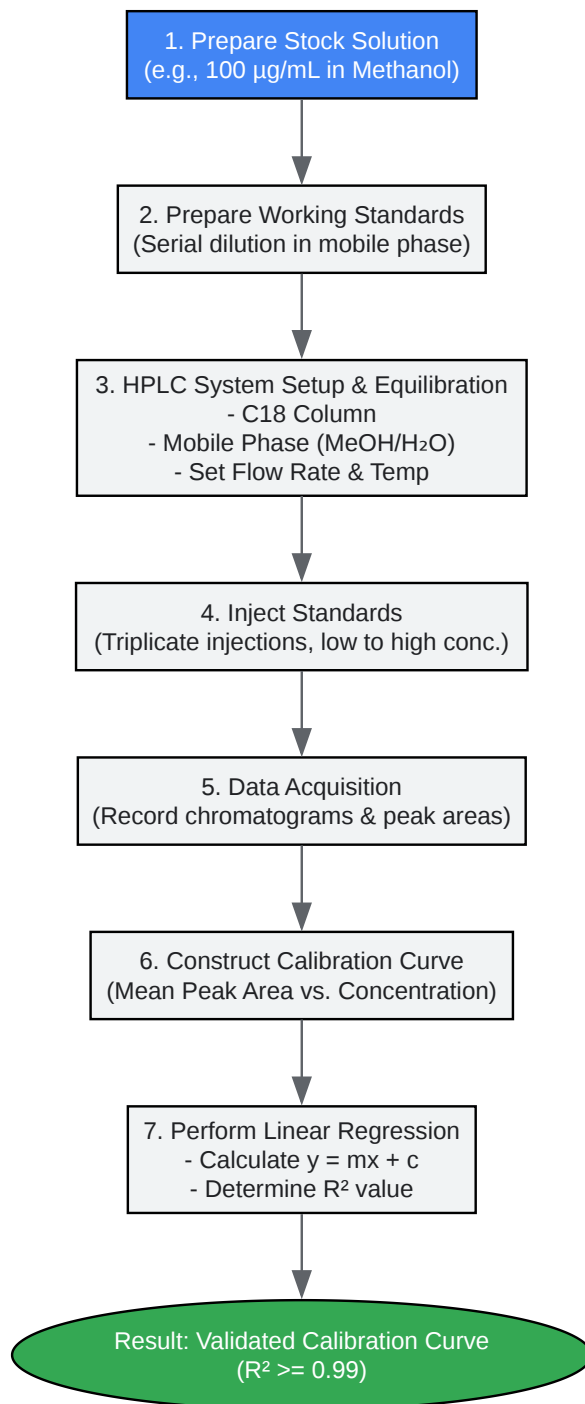 1. Prepare Stock Solution
(e.g., 100 µg/mL in Methanol)
2. Prepare Working Standards
(Serial dilution in mobile phase)
3. HPLC System Setup & Equilibration
- C18 Column
- Mobile Phase (MeOH/H₂O)
- Set Flow Rate & Temp
4. Inject Standards
(Triplicate injections, low to high conc.)
5. Data Acquisition
(Record chromatograms & peak areas)
6. Construct Calibration Curve
(Mean Peak Area vs. Concentration)
7. Perform Linear Regression
- Calculate y = mx + c
- Determine R² value
Result: Validated Calibration Curve
(R² >= 0.99)